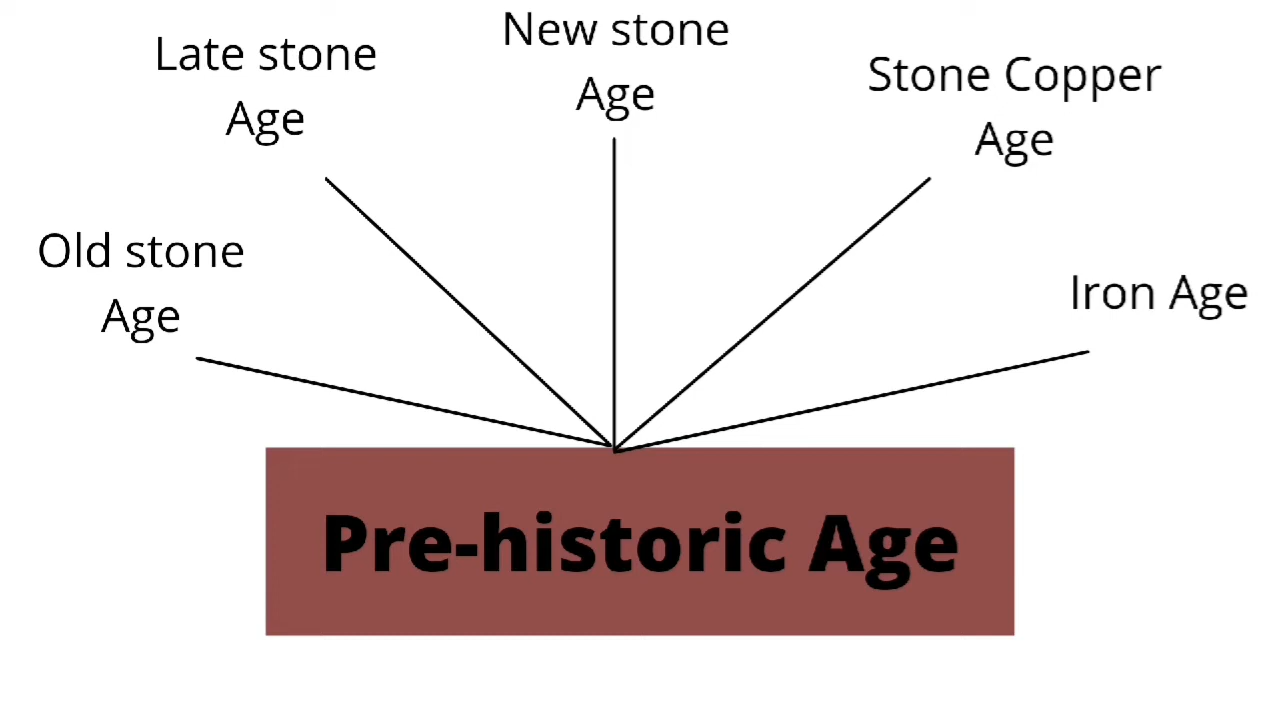 Late stone
Age
New stone
Age
Stone Copper
Age
Old stone
Age
Iron Age
Pre-historic Age